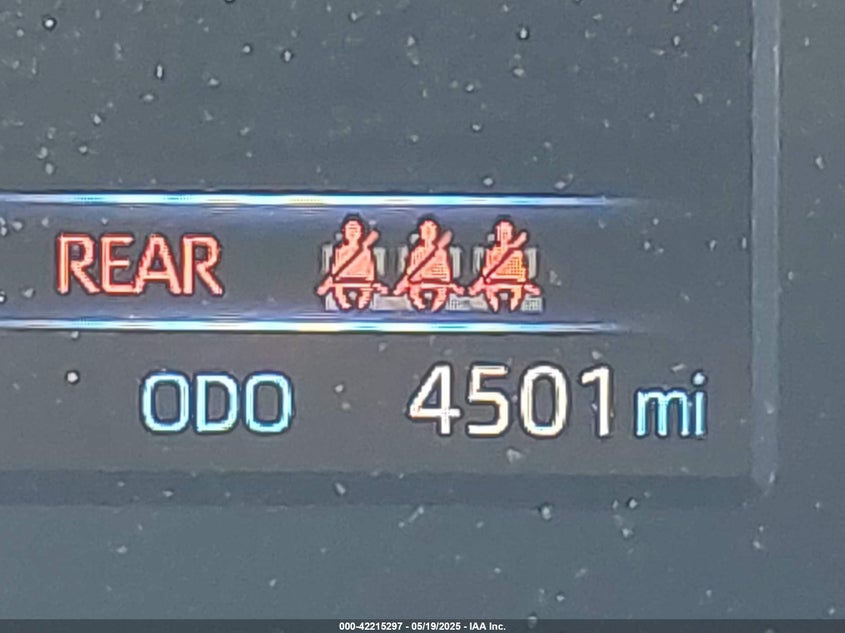 REAR
ODO 4501 mi
000-42215297 - 05/19/2025 - IAA Inc.